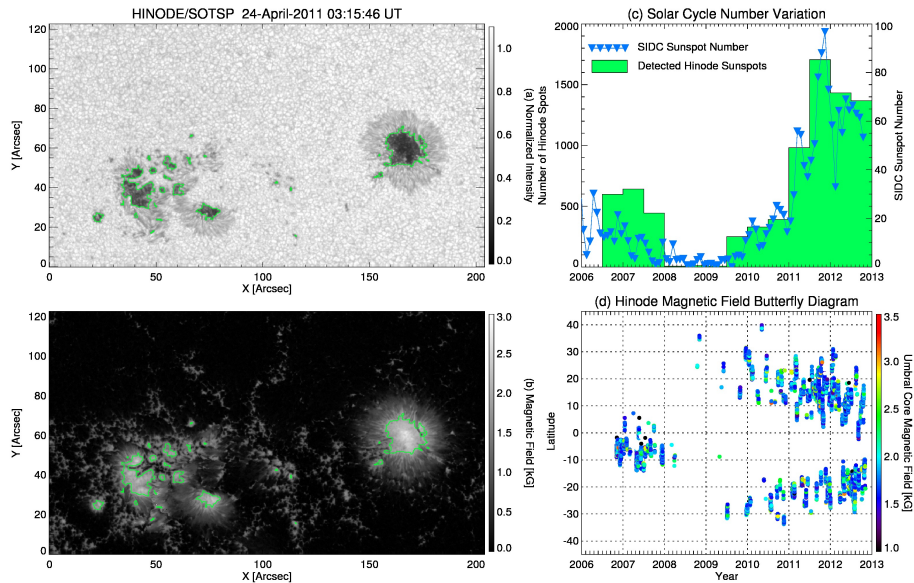 HINODE/SOTSP 24-April-2011 03:15:46 UT
120
100
80
60
40
20
0
Y [Arcsec]
0 50 100 150 200
X [Arcsec]
1.0
0.8
0.6
0.4
0.2
0.0
(a) Normalized Intensity
(c) Solar Cycle Number Variation
SIDC Sunspot Number
Detected Hinode Sunspots
2000
1500
1000
500
0
Number of Hinode Spots
100
80
60
40
20
0
SIDC Sunspot Number
2006 2007 2008 2009 2010 2011 2012 2013
120
100
80
60
40
20
0
Y [Arcsec]
0 50 100 150 200
X [Arcsec]
3.0
2.5
2.0
1.5
1.0
0.5
0.0
(b) Magnetic Field [kG]
(d) Hinode Magnetic Field Butterfly Diagram
40
30
20
10
0
-10
-20
-30
-40
Latitude
2006 2007 2008 2009 2010 2011 2012 2013
Year
3.5
3.0
2.5
2.0
1.5
1.0
Umbral Core Magnetic Field [kG]